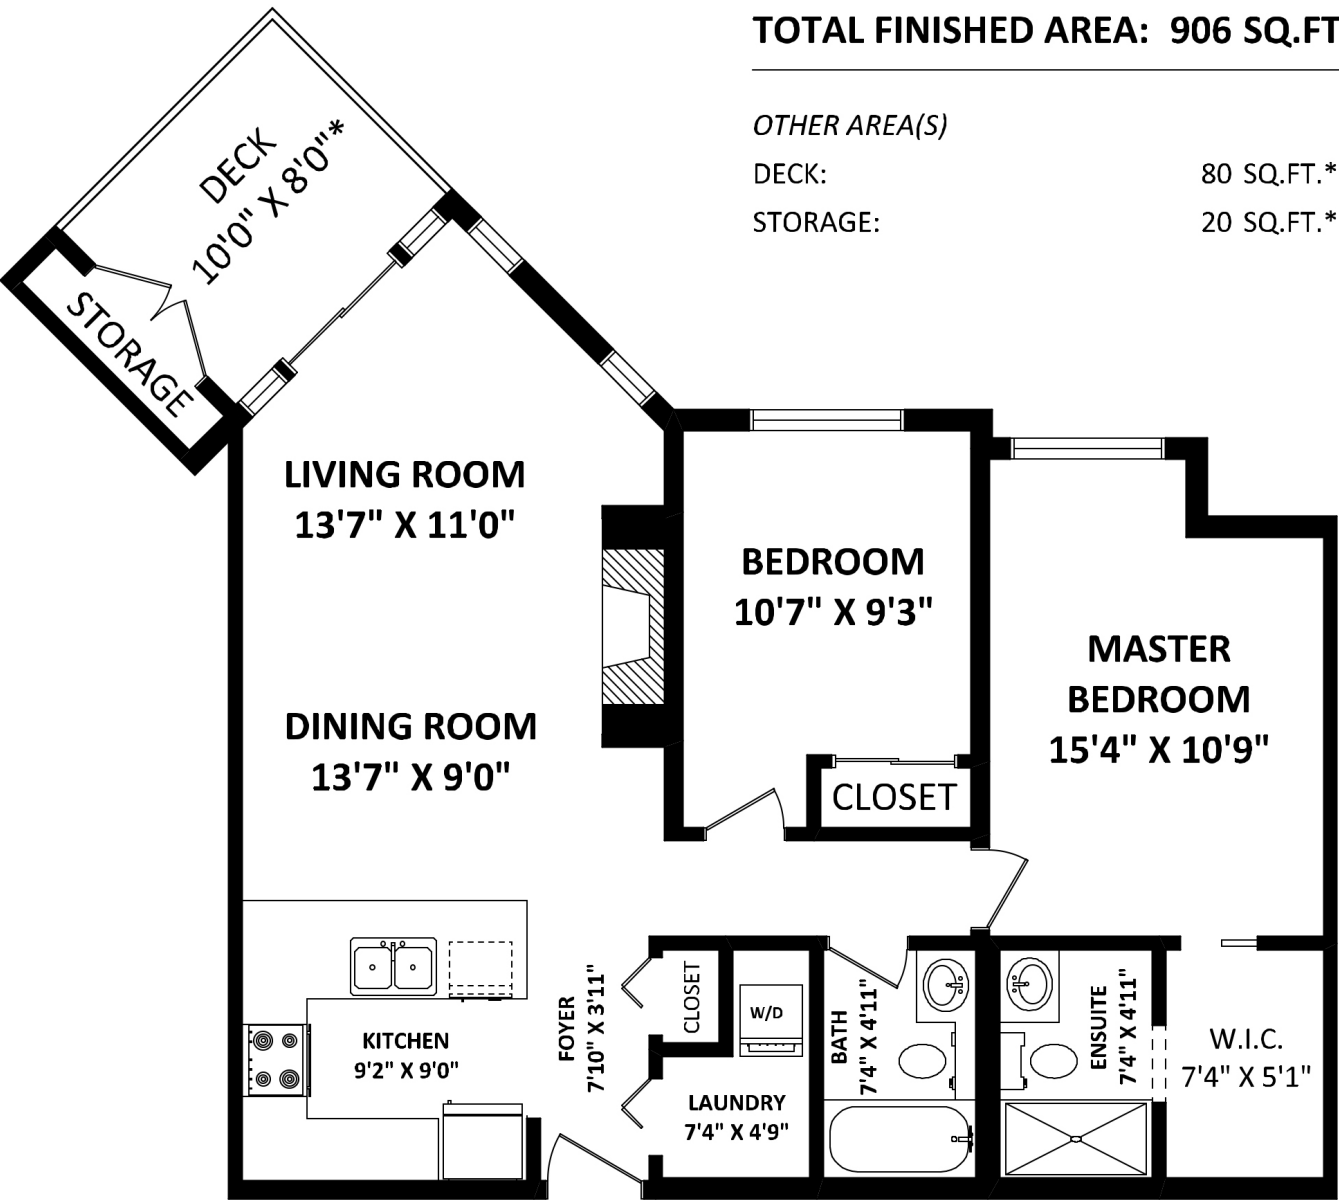 TOTAL FINISHED AREA: 906 SQ.FT
OTHER AREA(S)
DECK: 80 SQ.FT.*
STORAGE: 20 SQ.FT.*
DECK
10'0" X 8'0"*
STORAGE
LIVING ROOM
13'7" X 11'0"
BEDROOM
10'7" X 9'3"
MASTER
BEDROOM
15'4" X 10'9"
DINING ROOM
13'7" X 9'0"
CLOSET
KITCHEN
9'2" X 9'0"
FOYER
7'10" X 3'11"
CLOSET
W/D
LAUNDRY
7'4" X 4'9"
BATH
7'4" X 4'11"
ENSUITE
7'4" X 4'11"
W.I.C.
7'4" X 5'1"